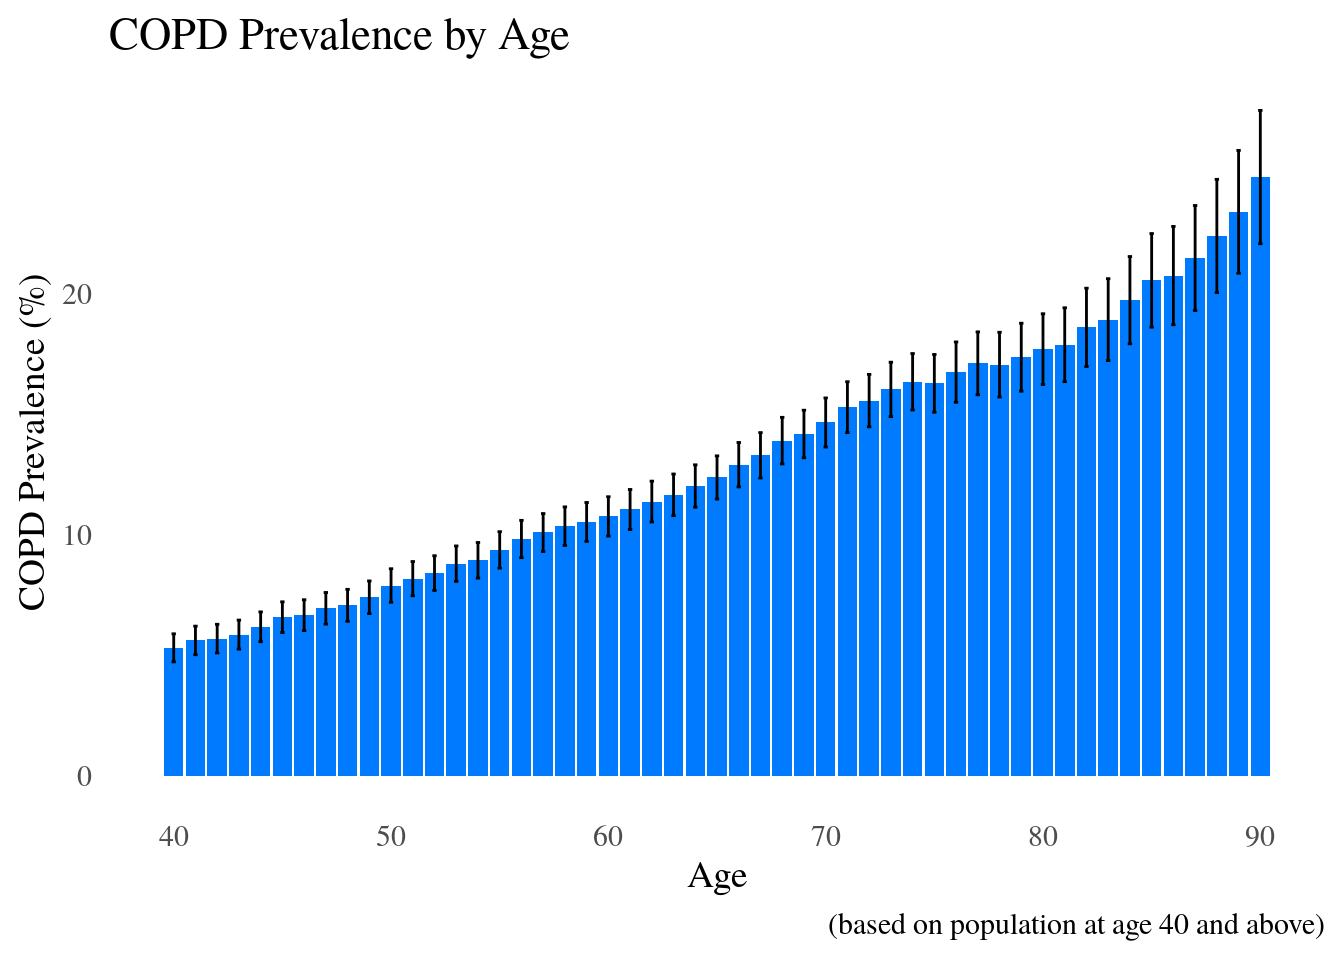 COPD Prevalence by Age
COPD Prevalence (%)
20
10
0
40 50 60 70 80 90
Age
(based on population at age 40 and above)